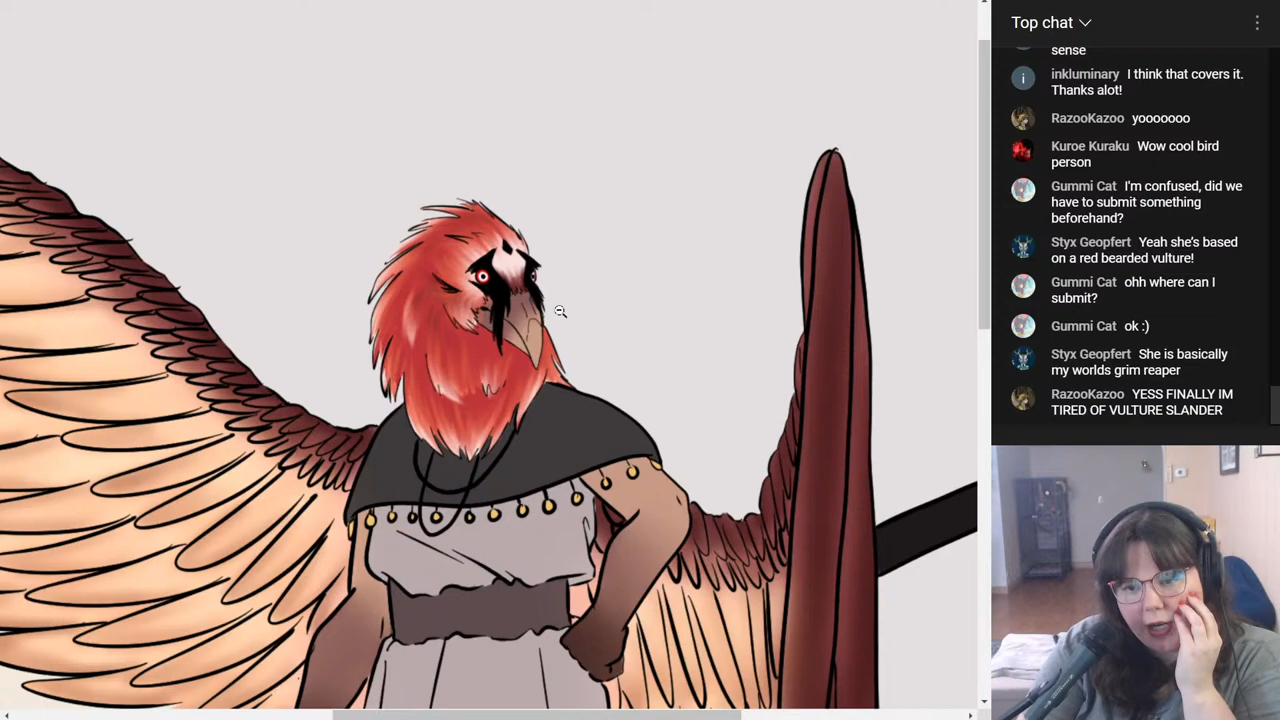 Top chat
sense
inkluminary I think that covers it.
Thanks alot!
RazooKazoo yooooooo
Kuroe Kuraku Wow cool bird
person
Gummi Cat I'm confused, did we
have to submit something
beforehand?
Styx Geopfert Yeah she's based
on a red bearded vulture!
Gummi Cat ohh where can I
submit?
Gummi Cat ok :)
Styx Geopfert She is basically
my worlds grim reaper
RazooKazoo YESS FINALLY IM
TIRED OF VULTURE SLANDER
i